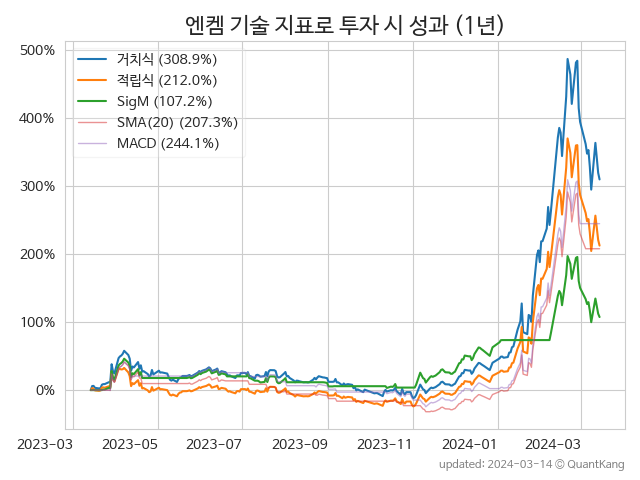 엔켐 기술 지표로 투자 시 성과 (1년)
500%
400%
300%
200%
100%
0%
거치식 (308.9%)
적립식 (212.0%)
SigM (107.2%)
SMA(20) (207.3%)
MACD (244.1%)
2023-03
2023-05
2023-07
2023-09
2023-11
2024-01
2024-03
updated: 2024-03-14 © QuantKang